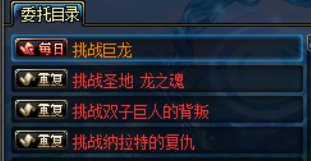 委托目录
每日 挑战巨龙
重复 挑战圣地 龙之魂
重复 挑战双子巨人的背叛
重复 挑战纳拉特的复仇